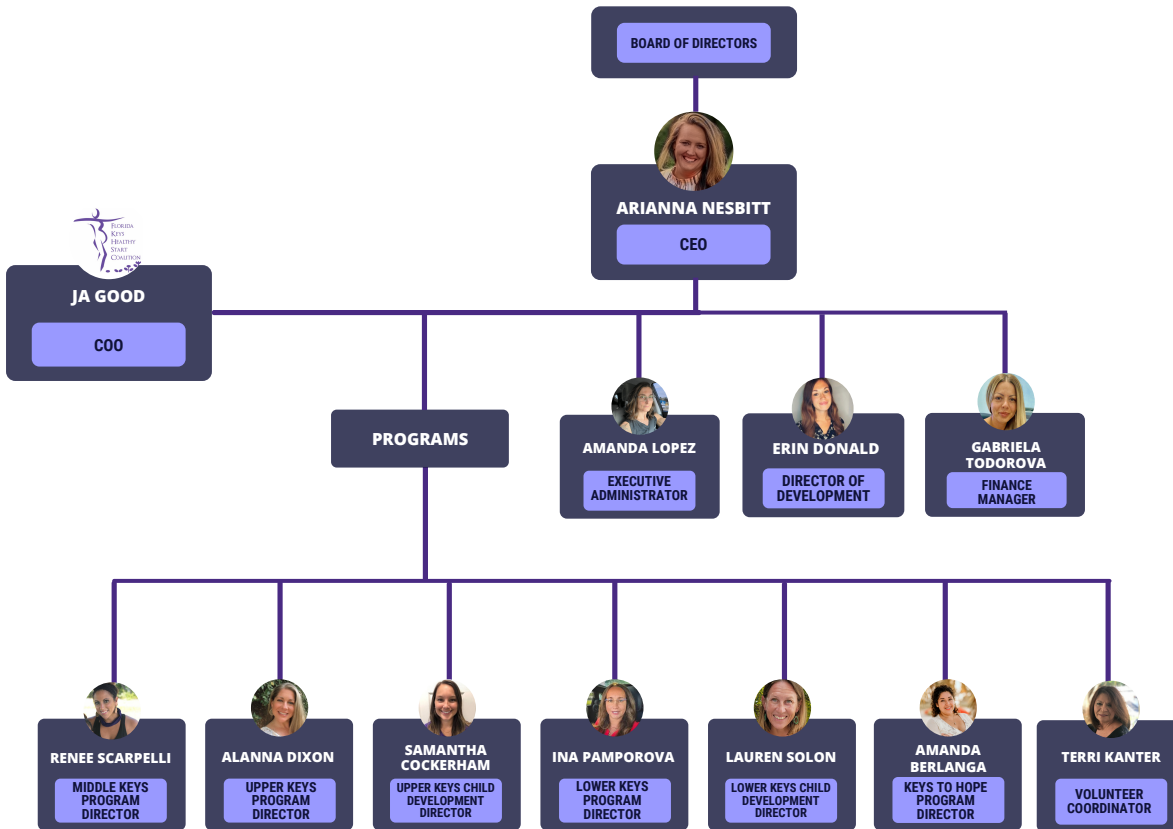 BOARD OF DIRECTORS
ARIANNA NESBITT
CEO
FLORIDA
KEYS
HEALTHY
START
COALITION
JA GOOD
COO
PROGRAMS
AMANDA LOPEZ
EXECUTIVE
ADMINISTRATOR
ERIN DONALD
DIRECTOR OF
DEVELOPMENT
GABRIELA
TODOROVA
FINANCE
MANAGER
RENEE SCARPELLI
MIDDLE KEYS
PROGRAM
DIRECTOR
ALANNA DIXON
UPPER KEYS
PROGRAM
DIRECTOR
SAMANTHA
COCKERHAM
UPPER KEYS CHILD
DEVELOPMENT
DIRECTOR
INA PAMPOROVA
LOWER KEYS
PROGRAM
DIRECTOR
LAUREN SOLON
LOWER KEYS CHILD
DEVELOPMENT
DIRECTOR
AMANDA
BERLANGA
KEYS TO HOPE
PROGRAM
DIRECTOR
TERRI KANTER
VOLUNTEER
COORDINATOR